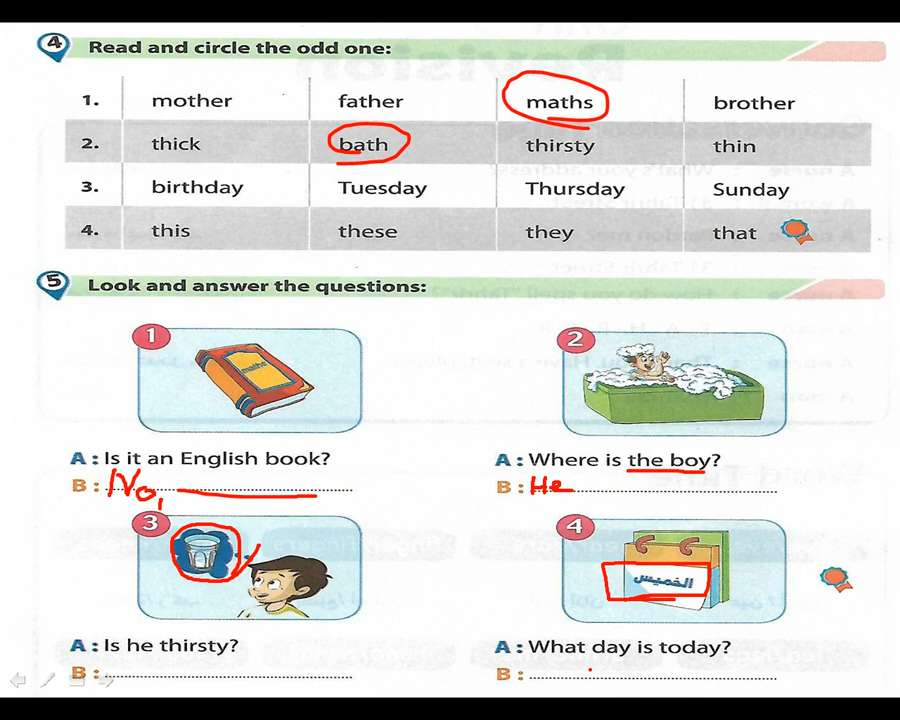 4 Read and circle the odd one:
1. mother father maths brother
2. thick bath thirsty thin
3. birthday Tuesday Thursday Sunday
4. this these they that
5 Look and answer the questions:
1 2
maths
A : Is it an English book? A : Where is the boy?
B : No, B : He
3 4
الخميس
A : Is he thirsty? A : What day is today?
B : B :